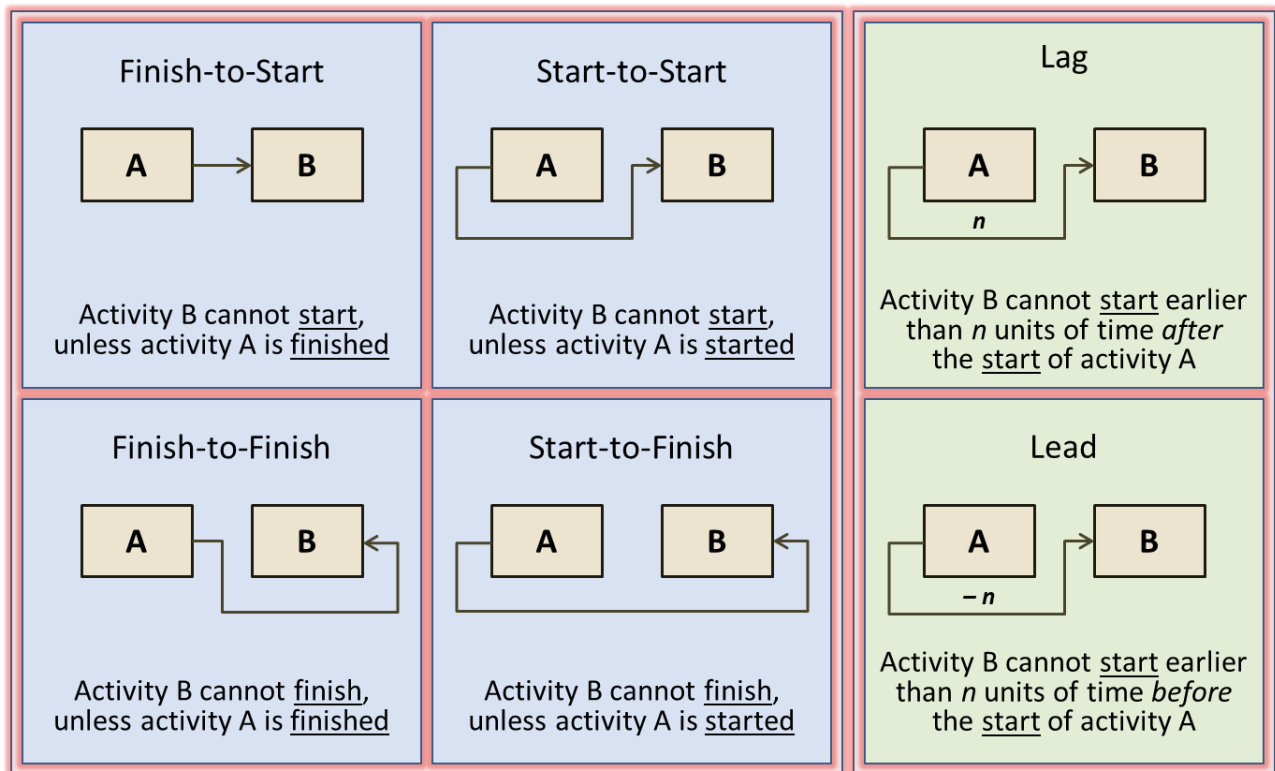 Finish-to-Start
A
B
Activity B cannot start,
unless activity A is finished
Start-to-Start
A
B
Activity B cannot start,
unless activity A is started
Lag
A
B
n
Activity B cannot start earlier
than n units of time after
the start of activity A
Finish-to-Finish
A
B
Activity B cannot finish,
unless activity A is finished
Start-to-Finish
A
B
Activity B cannot finish,
unless activity A is started
Lead
A
B
– n
Activity B cannot start earlier
than n units of time before
the start of activity A